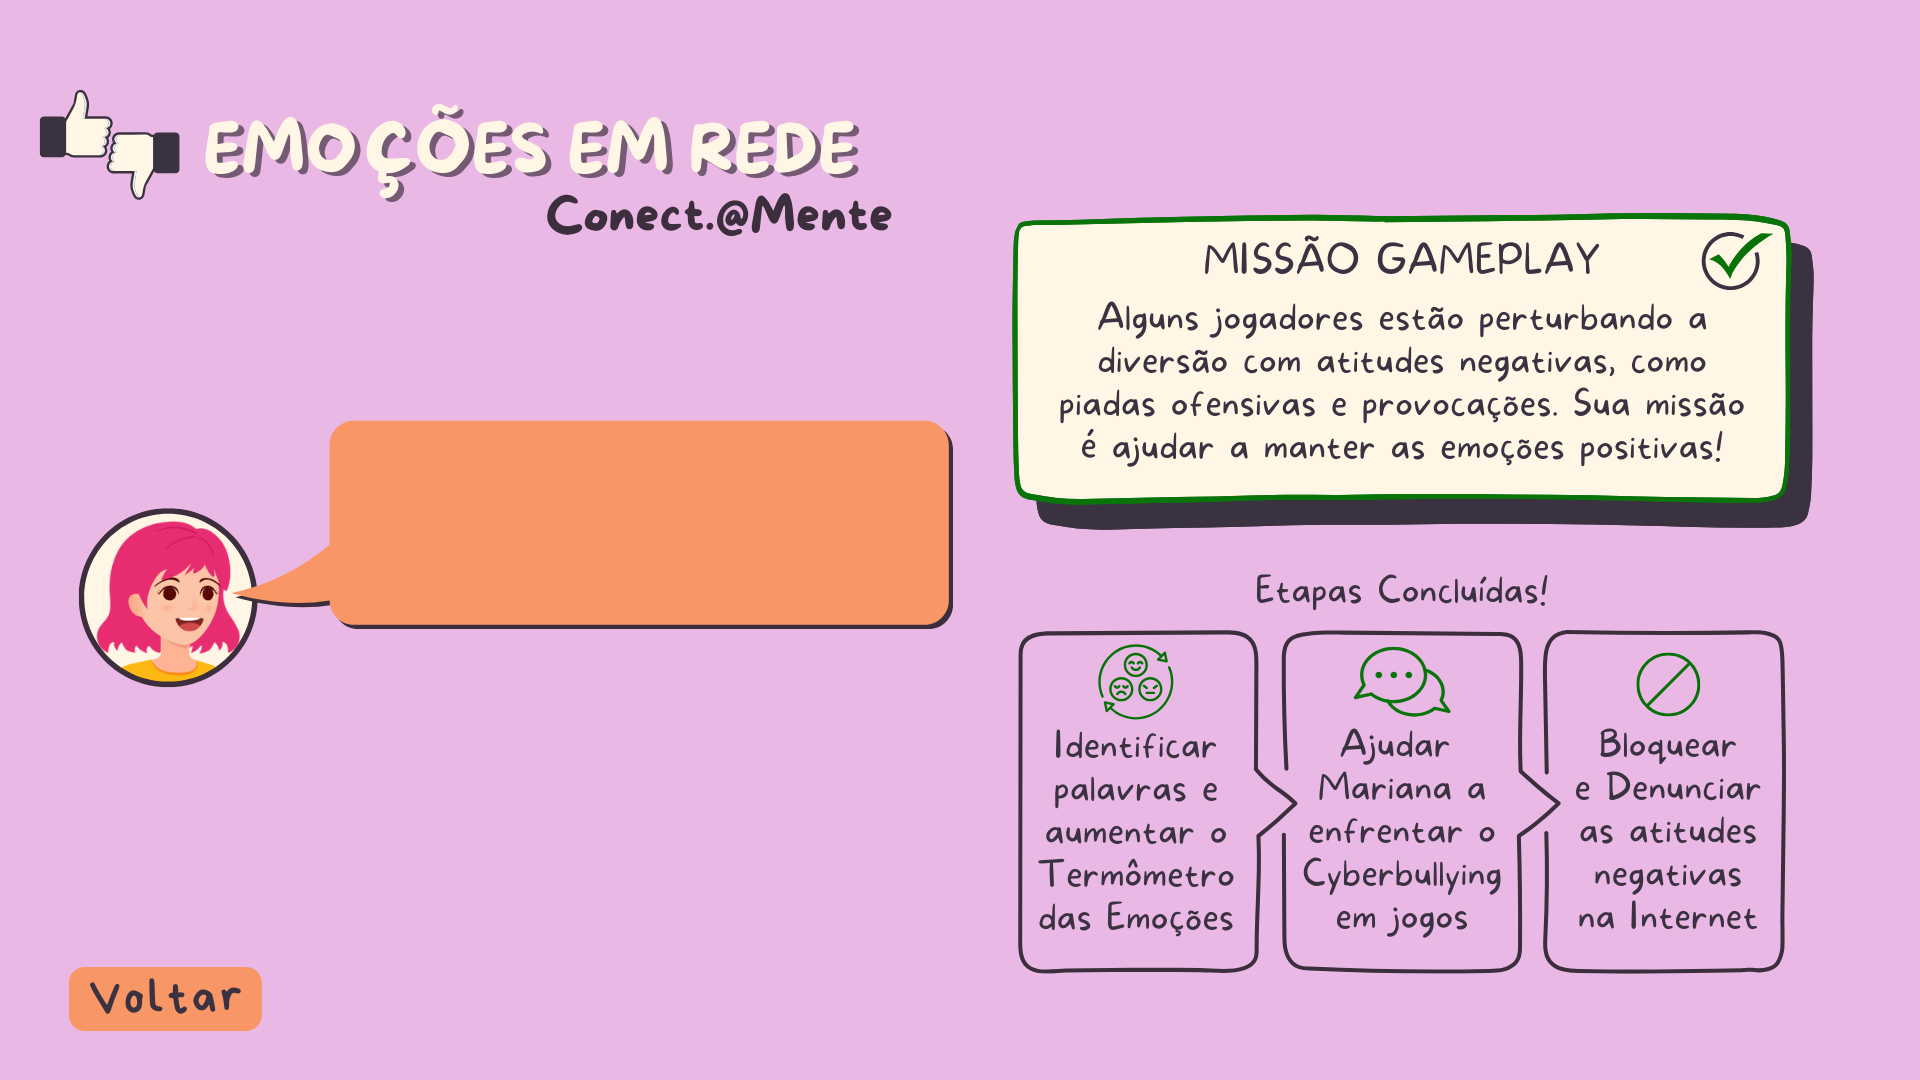 EMOÇÕES EM REDE
Conect.@Mente
MISSÃO GAMEPLAY
Alguns jogadores estão perturbando a
diversão com atitudes negativas, como
piadas ofensivas e provocações. Sua missão
é ajudar a manter as emoções positivas!
Etapas Concluídas!
Identificar
palavras e
aumentar o
Termômetro
das Emoções
Ajudar
Mariana a
enfrentar o
Cyberbullying
em jogos
Bloquear
e Denunciar
as atitudes
negativas
na Internet
Voltar